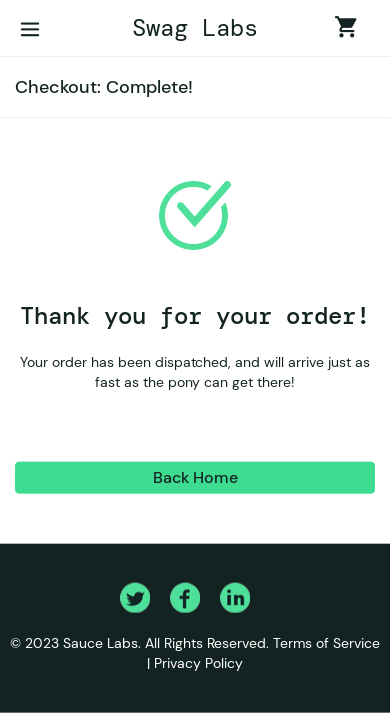 Swag Labs
Checkout: Complete!
Thank you for your order!
Your order has been dispatched, and will arrive just as
fast as the pony can get there!
Back Home
© 2023 Sauce Labs. All Rights Reserved. Terms of Service
| Privacy Policy